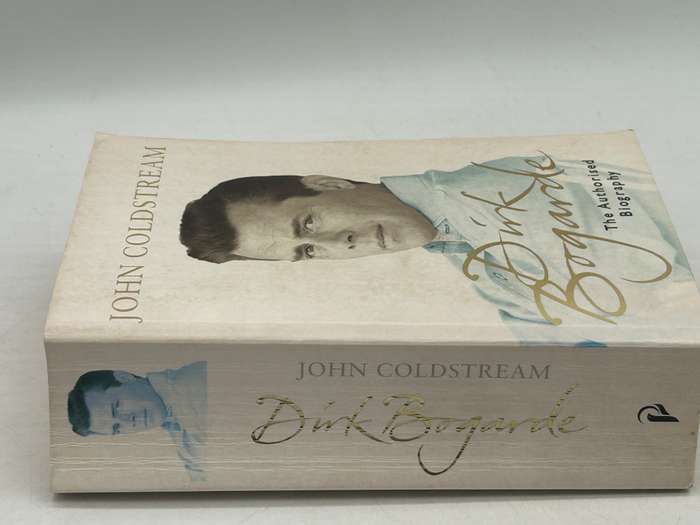 JOHN COLDSTREAM
Dirk
Bogarde
The Authorised
Biography
JOHN COLDSTREAM
Dirk Bogarde